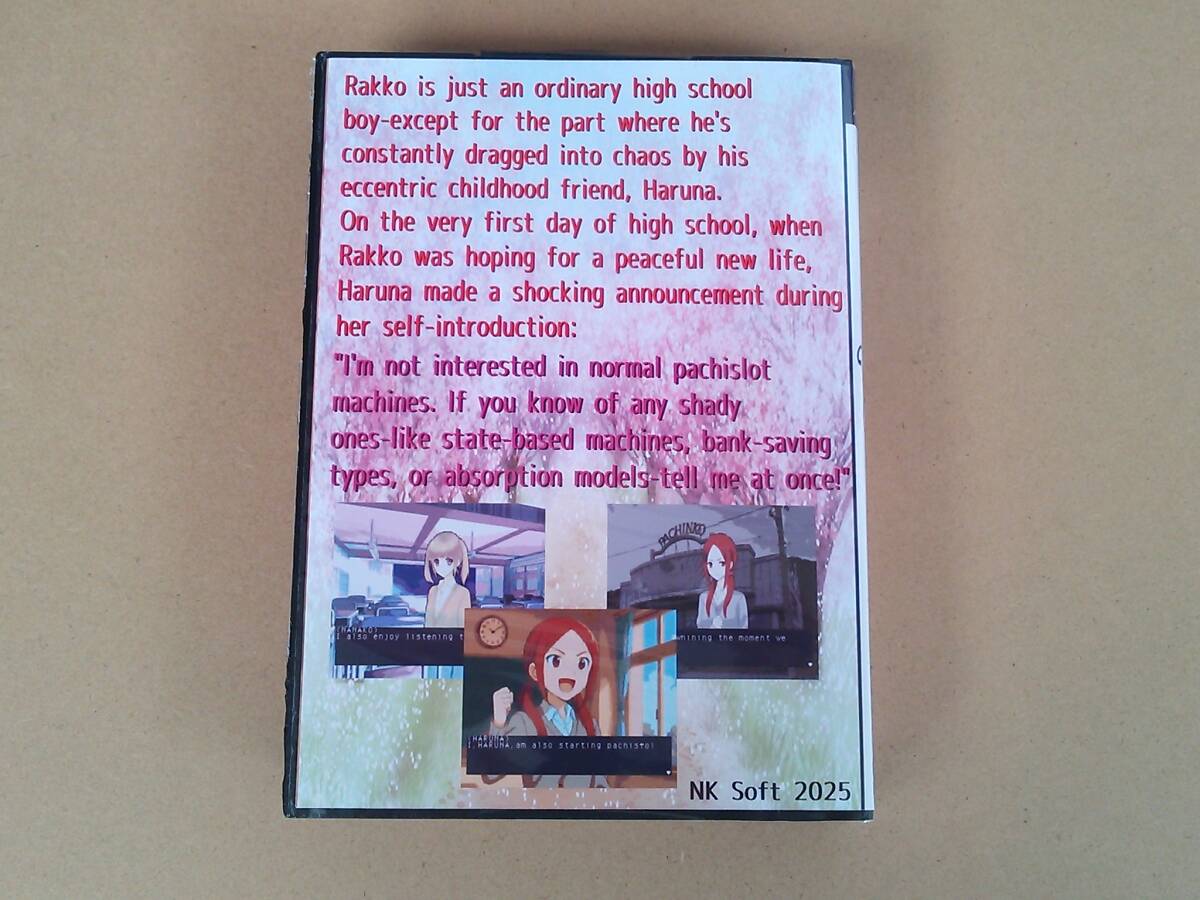 Rakko is just an ordinary high school
boy-except for the part where he's
constantly dragged into chaos by his
eccentric childhood friend, Haruna.
On the very first day of high school, when
Rakko was hoping for a peaceful new life,
Haruna made a shocking announcement during
her self-introduction:
"I'm not interested in normal pachislot
machines. If you know of any shady
ones-like state-based machines, bank-saving
types, or absorption models-tell me at once!"
PACHINKO
[NANAKO]
I also enjoy listening t
wnining the moment we
[HARUNA]
I,HARUNA,am also starting pachislo!
NK Soft 2025